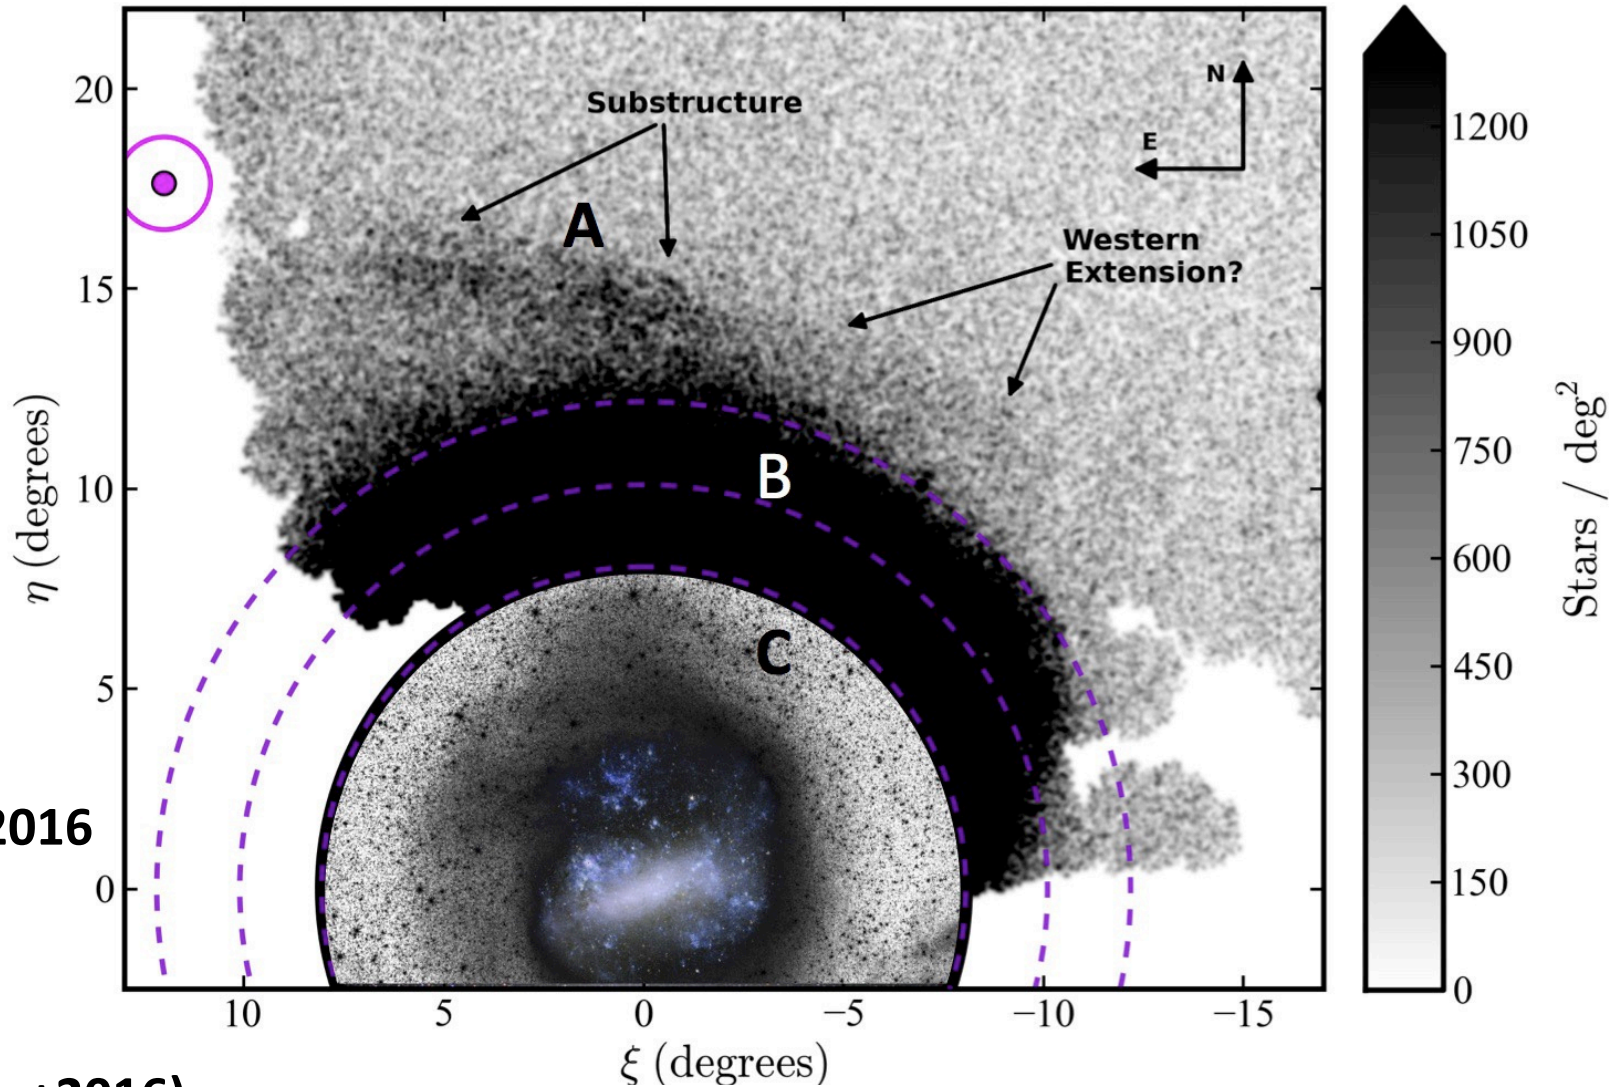 20
15
10
5
0
η (degrees)
10
5
0
−5
−10
−15
ξ (degrees)
Substructure
A
Western
Extension?
N
E
B
C
2016
+2016)
1200
1050
900
750
600
450
300
150
0
Stars / deg²